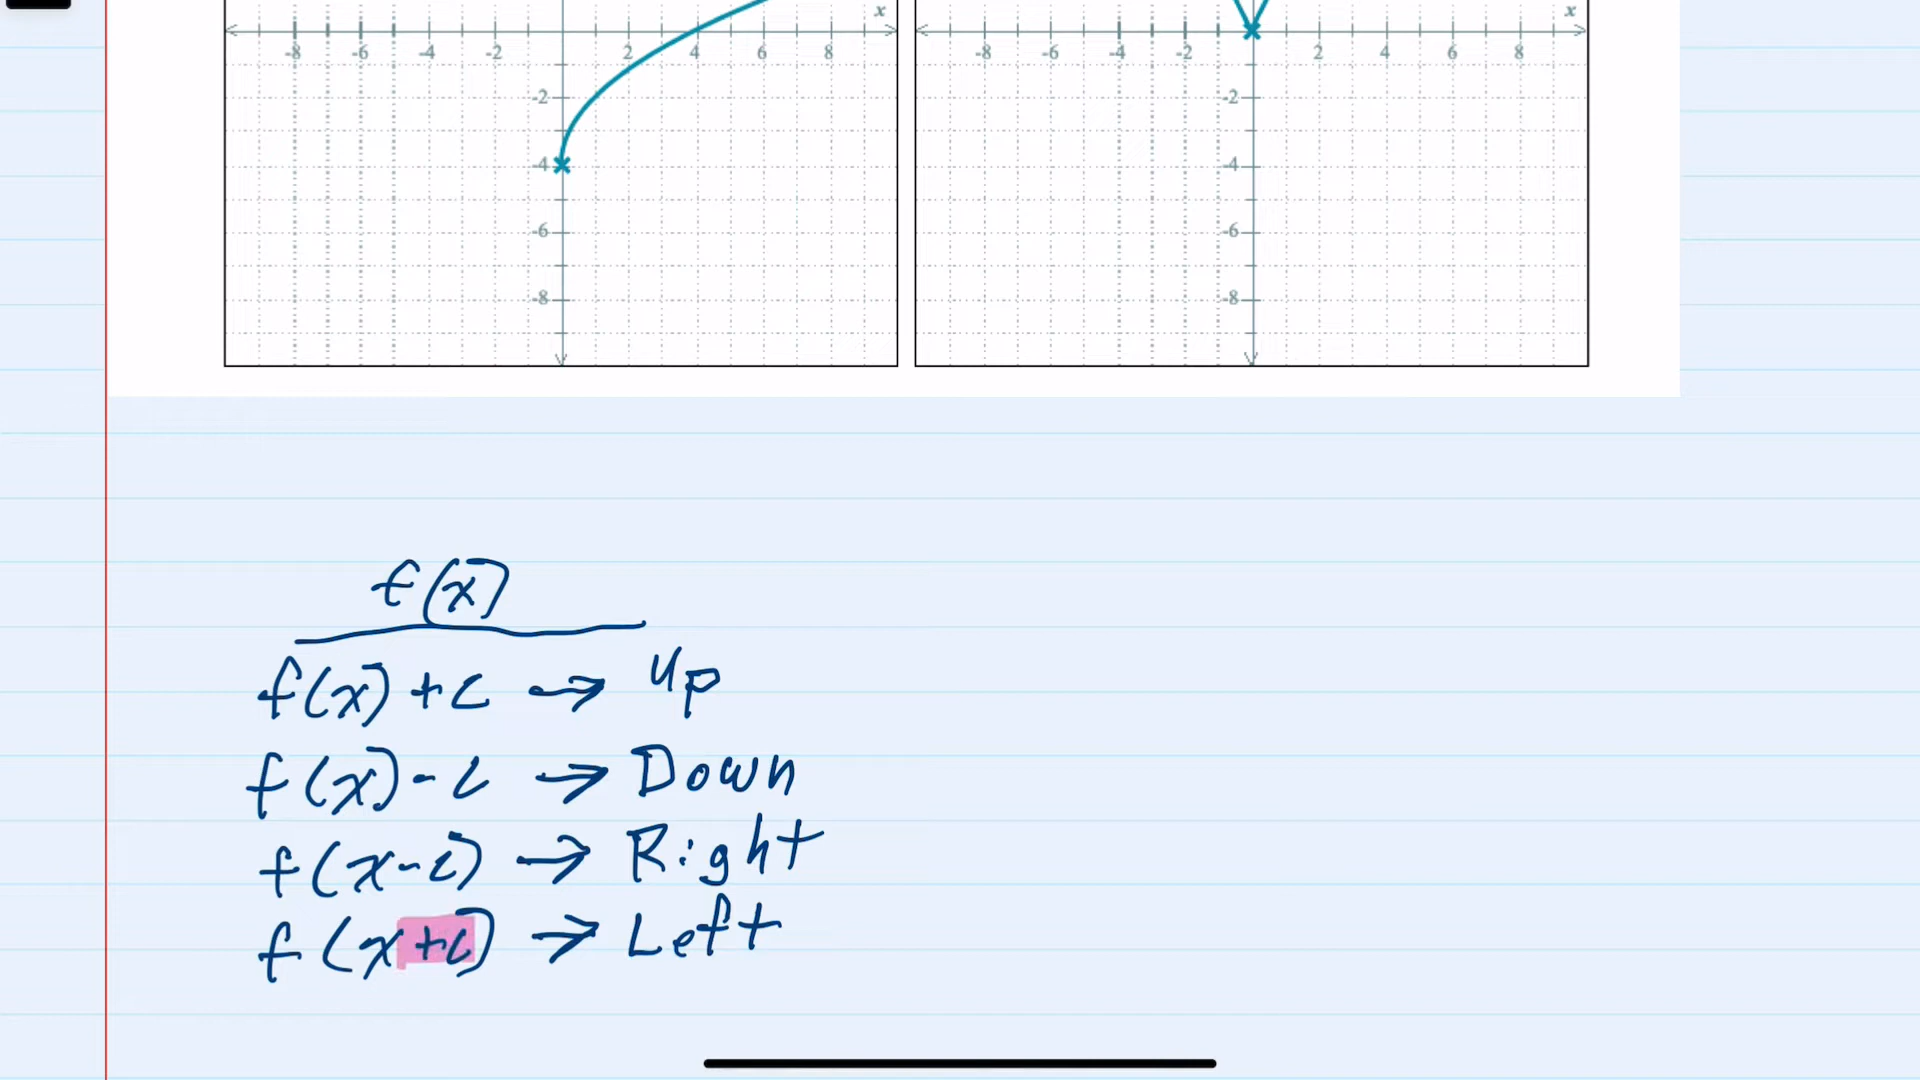 x
x
-8 -6 -4 -2 2 4 6 8
-8 -6 -4 -2 2 4 6 8
-2
-4
-6
-8
-2
-4
-6
-8
f(x)
f(x)+c → Up
f(x)-c → Down
f(x-c) → Right
f(x+c) → Left